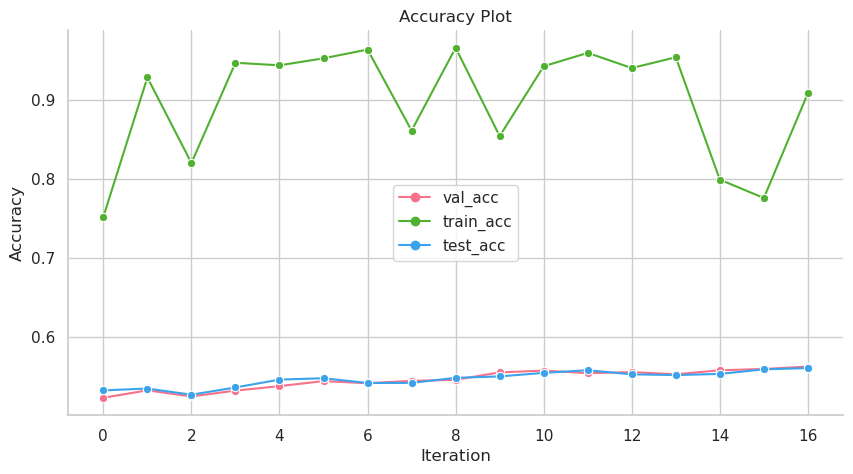 Accuracy Plot
Accuracy
0.9
0.8
0.7
0.6
val_acc
train_acc
test_acc
0 2 4 6 8 10 12 14 16
Iteration